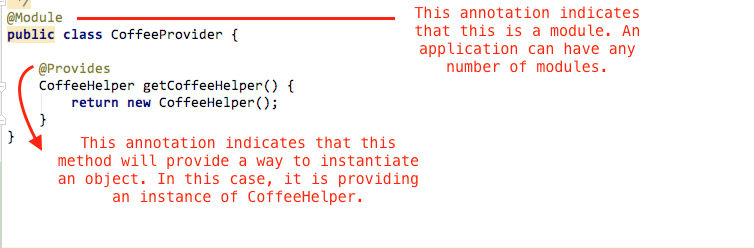 */
@Module
public class CoffeeProvider {
@Provides
CoffeeHelper getCoffeeHelper() {
return new CoffeeHelper();
}
}
This annotation indicates
that this is a module. An
application can have any
number of modules.
This annotation indicates that this
method will provide a way to instantiate
an object. In this case, it is providing
an instance of CoffeeHelper.